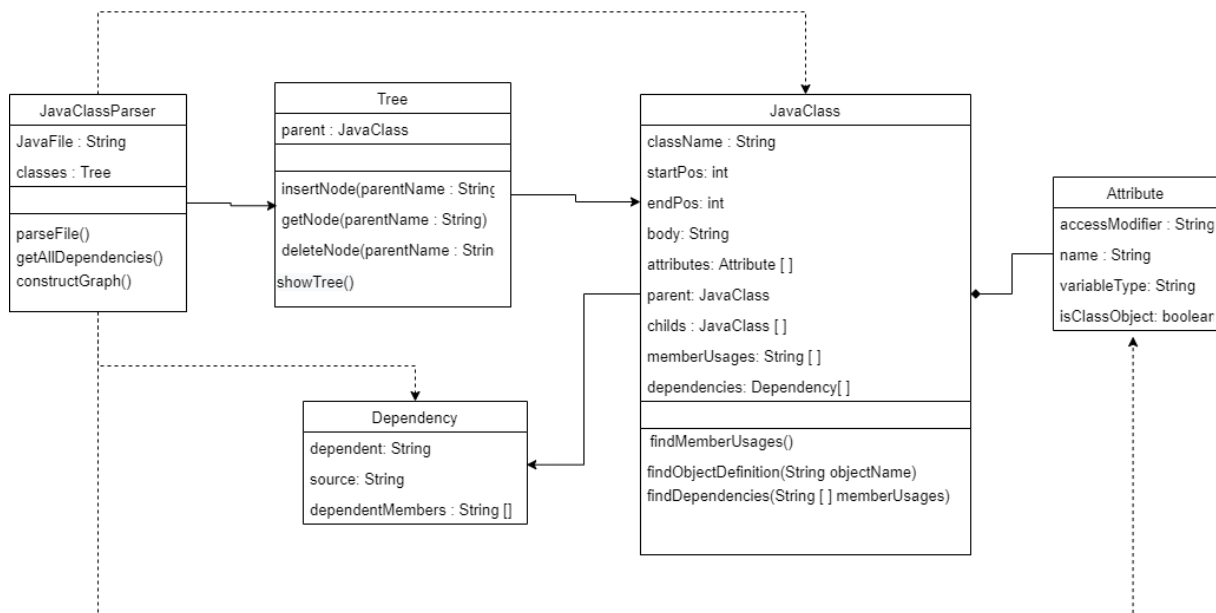 JavaClassParser
JavaFile : String
classes : Tree
parseFile()
getAllDependencies()
constructGraph()
Tree
parent : JavaClass
insertNode(parentName : String
getNode(parentName : String)
deleteNode(parentName : Strin
showTree()
Dependency
dependent: String
source: String
dependentMembers : String []
JavaClass
className : String
startPos: int
endPos: int
body: String
attributes: Attribute [ ]
parent: JavaClass
childs : JavaClass [ ]
memberUsages: String [ ]
dependencies: Dependency[ ]
findMemberUsages()
findObjectDefinition(String objectName)
findDependencies(String [ ] memberUsages)
Attribute
accessModifier : String
name : String
variableType: String
isClassObject: boolean